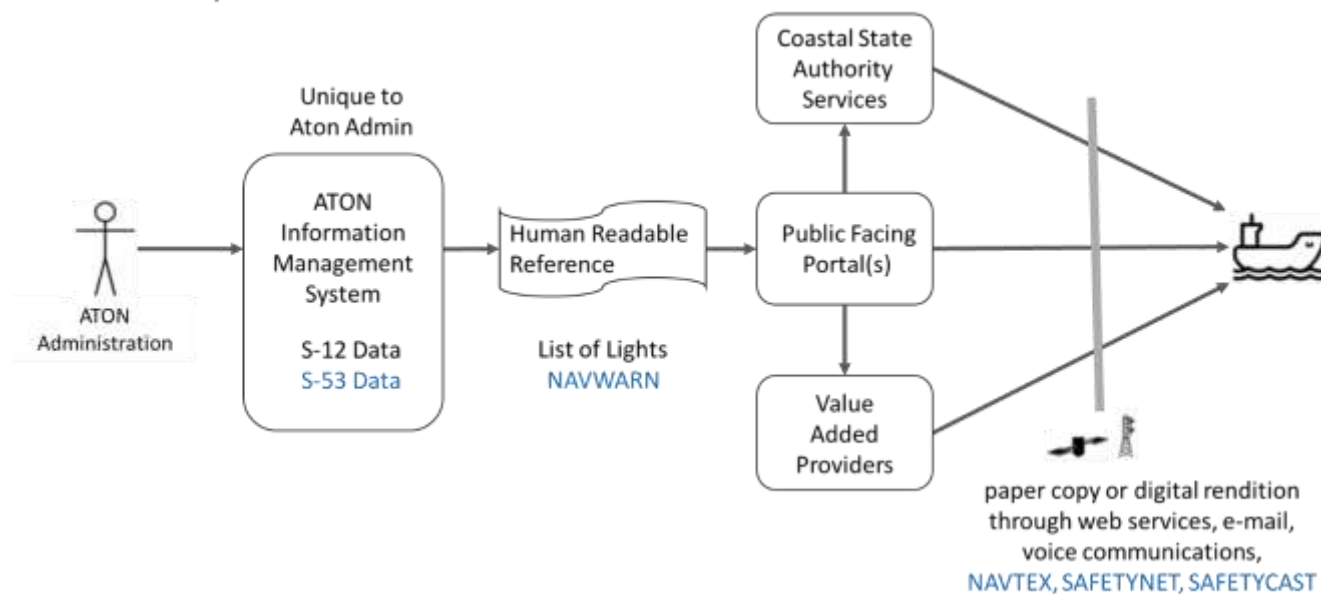 Unique to
Aton Admin
ATON
Administration
ATON
Information
Management
System
S-12 Data
S-53 Data
Human Readable
Reference
List of Lights
NAVWARN
Coastal State
Authority
Services
Public Facing
Portal(s)
Value
Added
Providers
paper copy or digital rendition
through web services, e-mail,
voice communications,
NAVTEX, SAFETYNET, SAFETYCAST